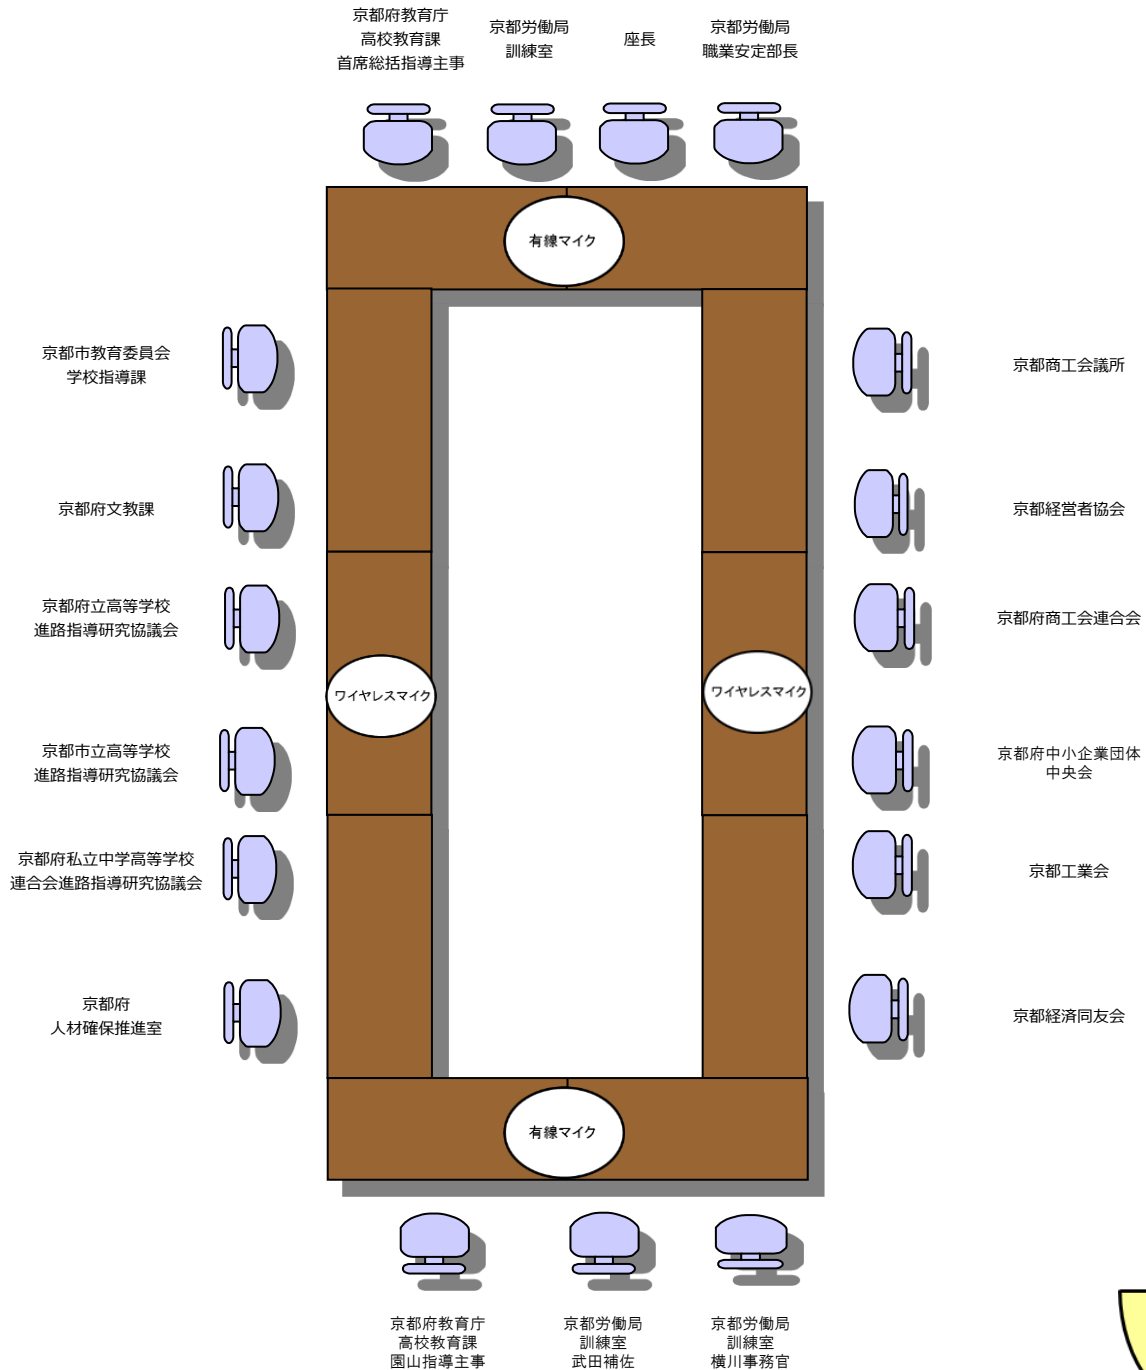 京都府教育庁
高校教育課
首席総括指導主事
京都労働局
訓練室
座長
京都労働局
職業安定部長
有線マイク
京都市教育委員会
学校指導課
京都商工会議所
京都府文教課
京都経営者協会
京都府立高等学校
進路指導研究協議会
京都府商工会連合会
ワイヤレスマイク
ワイヤレスマイク
京都市立高等学校
進路指導研究協議会
京都府中小企業団体
中央会
京都府私立中学高等学校
連合会進路指導研究協議会
京都工業会
京都府
人材確保推進室
京都経済同友会
有線マイク
京都府教育庁
高校教育課
園山指導主事
京都労働局
訓練室
武田補佐
京都労働局
訓練室
横川事務官